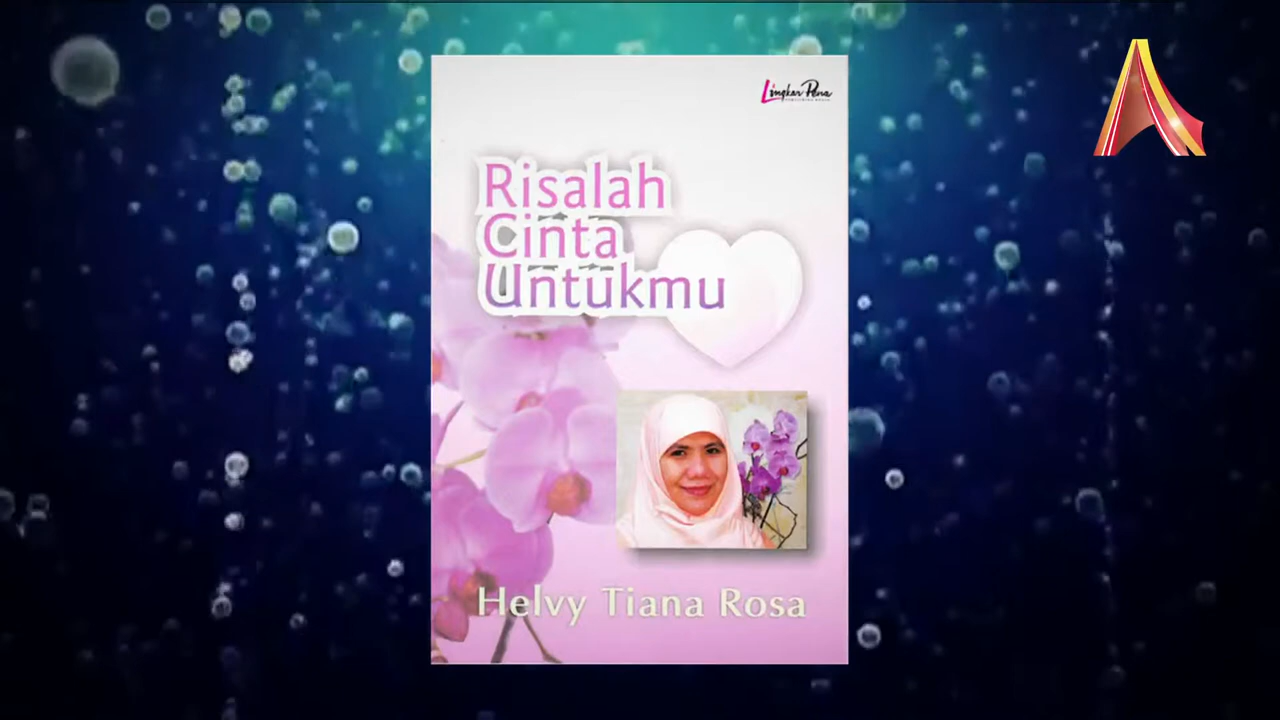 Lingkar Pena
Risalah
Cinta
Untukmu
Helvy Tiana Rosa